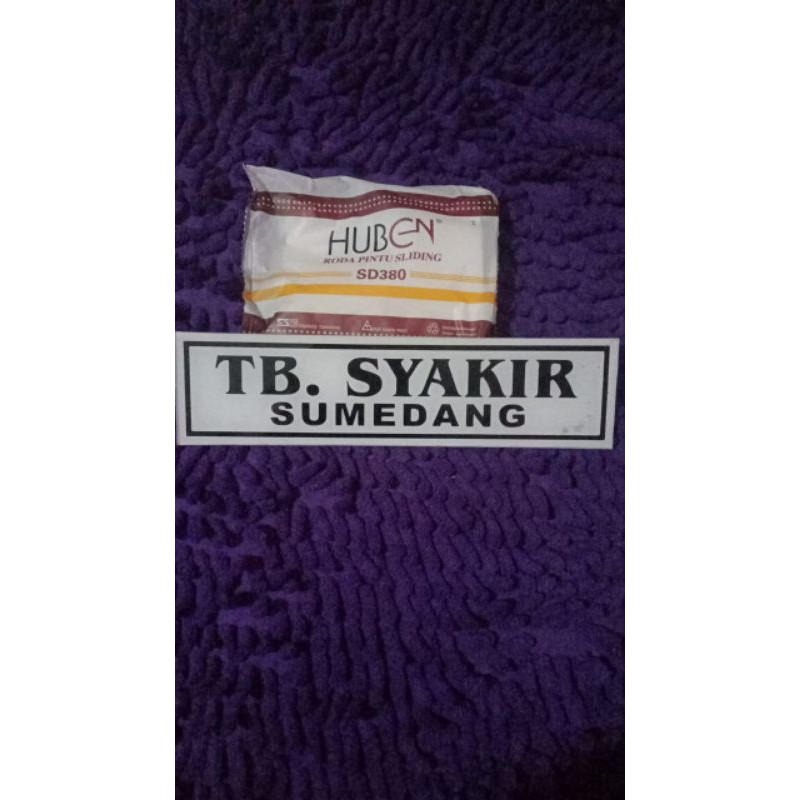 HUBEN
RODA PINTU SLIDING
SD380
TB. SYAKIR
SUMEDANG